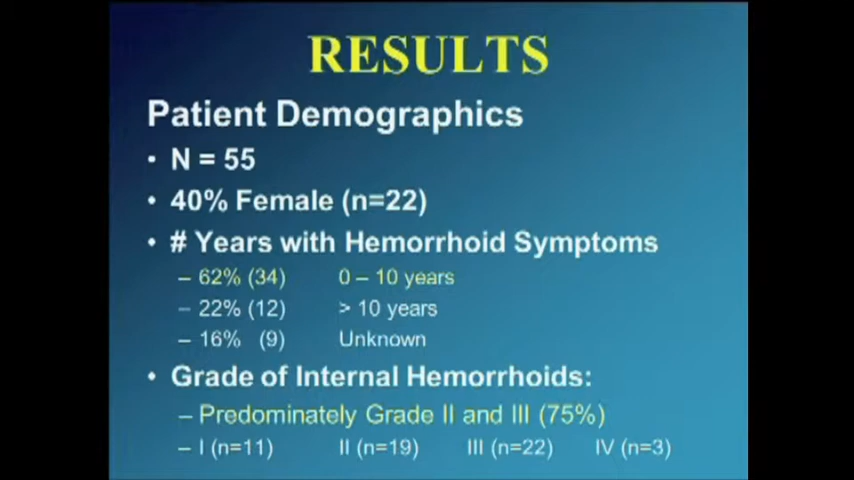 RESULTS
Patient Demographics
• N = 55
• 40% Female (n=22)
• # Years with Hemorrhoid Symptoms
– 62% (34) 0 – 10 years
– 22% (12) > 10 years
– 16% (9) Unknown
• Grade of Internal Hemorrhoids:
– Predominately Grade II and III (75%)
– I (n=11) II (n=19) III (n=22) IV (n=3)